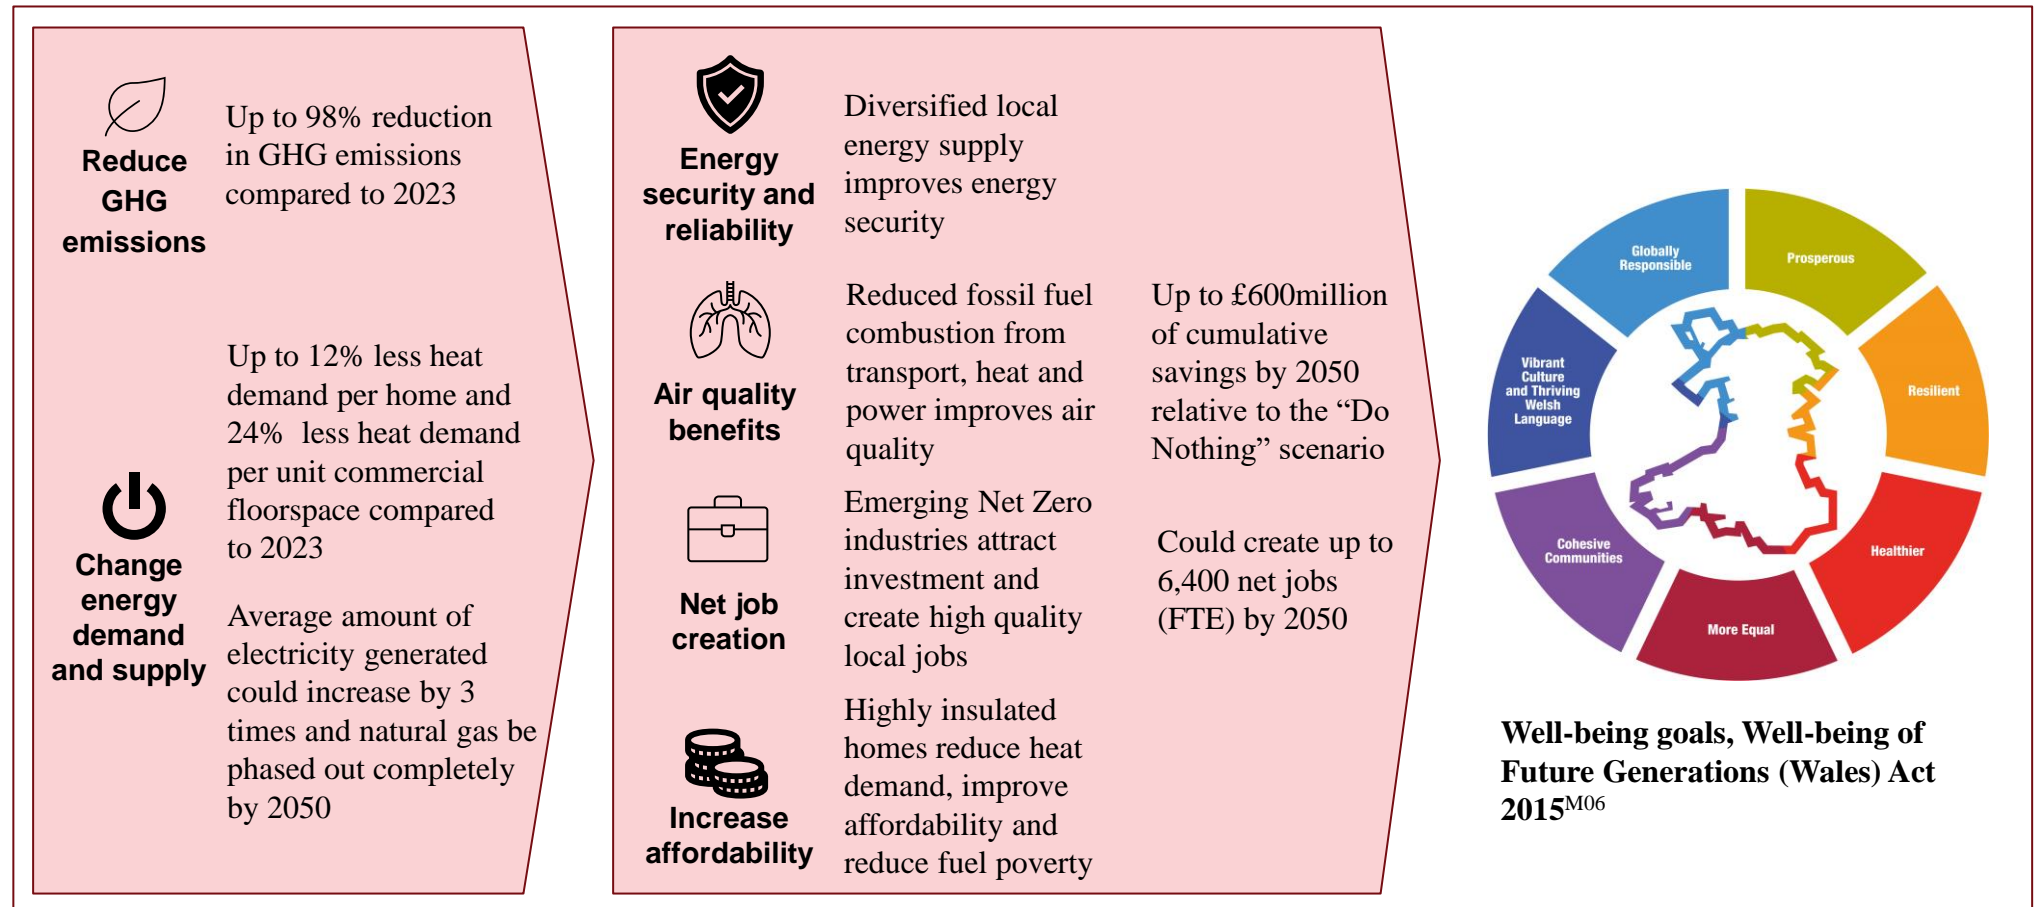 Reduce
GHG
emissions
Up to 98% reduction
in GHG emissions
compared to 2023
Change
energy
demand
and supply
Up to 12% less heat
demand per home and
24%  less heat demand
per unit commercial
floorspace compared
to 2023
Average amount of
electricity generated
could increase by 3
times and natural gas be
phased out completely
by 2050
Energy
security and
reliability
Diversified local
energy supply
improves energy
security
Air quality
benefits
Reduced fossil fuel
combustion from
transport, heat and
power improves air
quality
Up to £600million
of cumulative
savings by 2050
relative to the “Do
Nothing” scenario
Net job
creation
Emerging Net Zero
industries attract
investment and
create high quality
local jobs
Could create up to
6,400 net jobs
(FTE) by 2050
Increase
affordability
Highly insulated
homes reduce heat
demand, improve
affordability and
reduce fuel poverty
Globally
Responsible
Prosperous
Resilient
Healthier
More Equal
Cohesive
Communities
Vibrant
Culture
and Thriving
Welsh
Language
Well-being goals, Well-being of
Future Generations (Wales) Act
2015M06